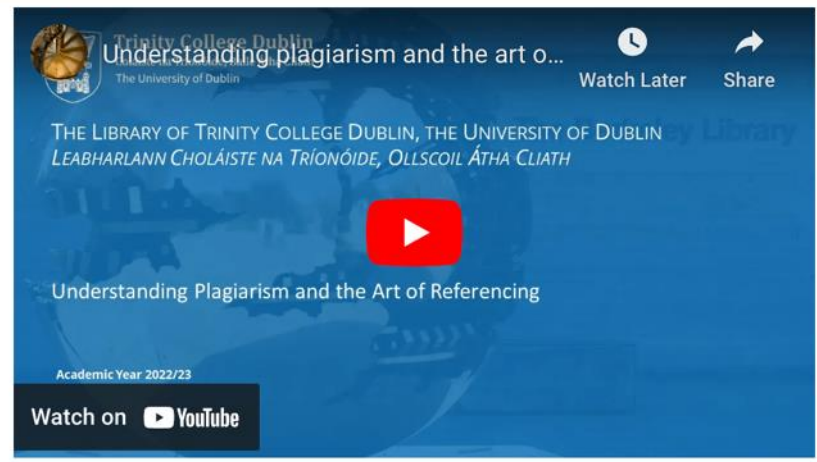 Trinity College Dublin
Understanding plagiarism and the art o...
The University of Dublin
Watch Later
Share
THE LIBRARY OF TRINITY COLLEGE DUBLIN, THE UNIVERSITY OF DUBLIN
LEABHARLANN CHOLÁISTE NA TRÍONÓIDE, OLLSCOIL ÁTHA CLIATH
Library
Understanding Plagiarism and the Art of Referencing
Academic Year 2022/23
Watch on YouTube